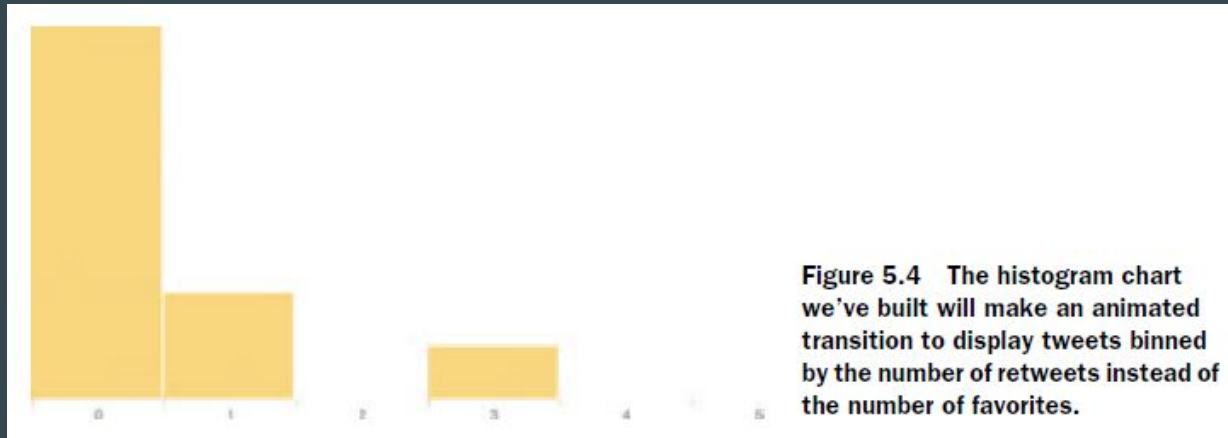 0 1 2 3 4 5
Figure 5.4 The histogram chart
we've built will make an animated
transition to display tweets binned
by the number of retweets instead of
the number of favorites.